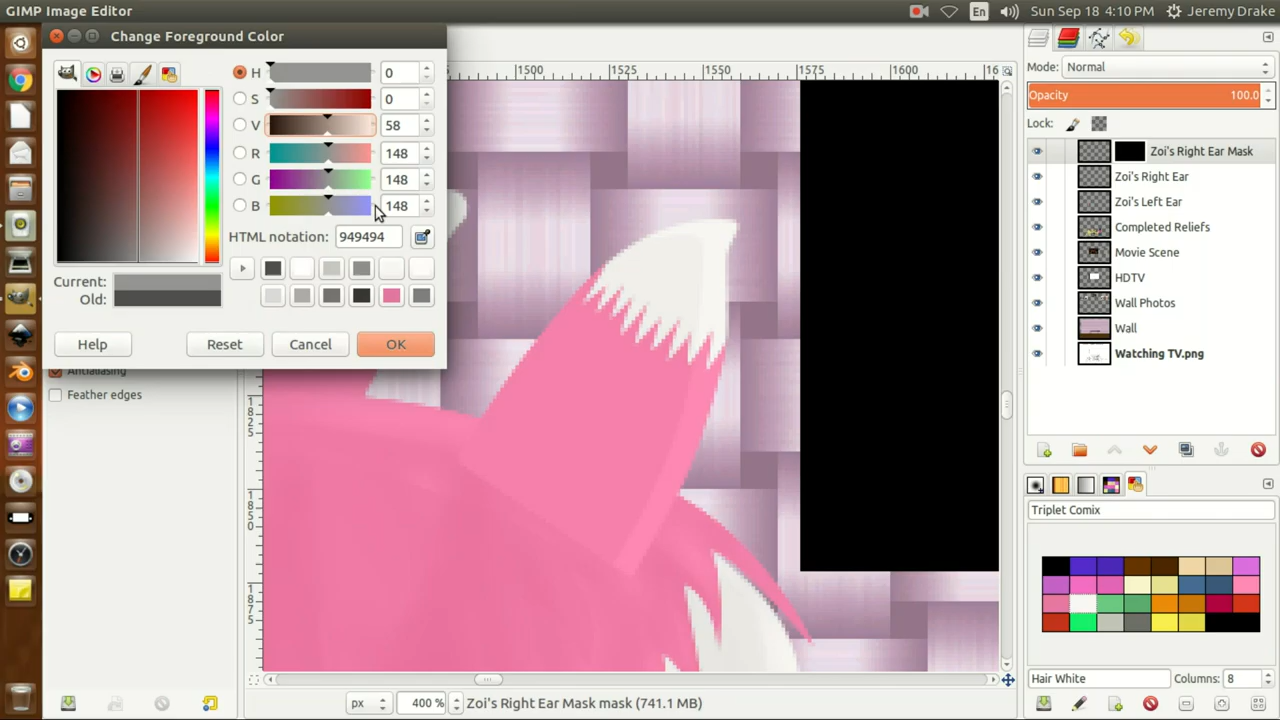 GIMP Image Editor
En
Sun Sep 18 4:10 PM
Jeremy Drake
Change Foreground Color
H 0
S 0
V 58
R 148
G 148
B 148
HTML notation: 949494
Current:
Old:
Help
Reset
Cancel
OK
Antialiasing
Feather edges
1500
1525
1550
1575
1600
16
1825
1850
1875
px
400 %
Zoi's Right Ear Mask mask (741.1 MB)
Mode: Normal
Opacity 100.0
Lock:
Zoi's Right Ear Mask
Zoi's Right Ear
Zoi's Left Ear
Completed Reliefs
Movie Scene
HDTV
Wall Photos
Wall
Watching TV.png
Triplet Comix
Hair White
Columns: 8